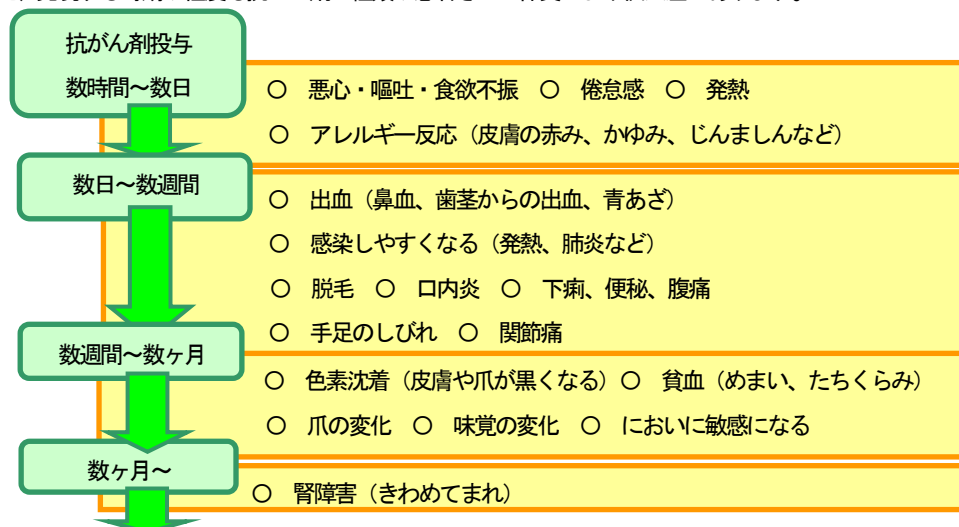 抗がん剤投与
数時間～数日
○ 悪心・嘔吐・食欲不振 ○ 倦怠感 ○ 発熱
○ アレルギー反応（皮膚の赤み、かゆみ、じんましんなど）
数日～数週間
○ 出血（鼻血、歯茎からの出血、青あざ）
○ 感染しやすくなる（発熱、肺炎など）
○ 脱毛 ○ 口内炎 ○ 下痢、便秘、腹痛
○ 手足のしびれ ○ 関節痛
数週間～数ヶ月
○ 色素沈着（皮膚や爪が黒くなる）○ 貧血（めまい、たちくらみ）
○ 爪の変化 ○ 味覚の変化 ○ においに敏感になる
数ヶ月～
○ 腎障害（きわめてまれ）